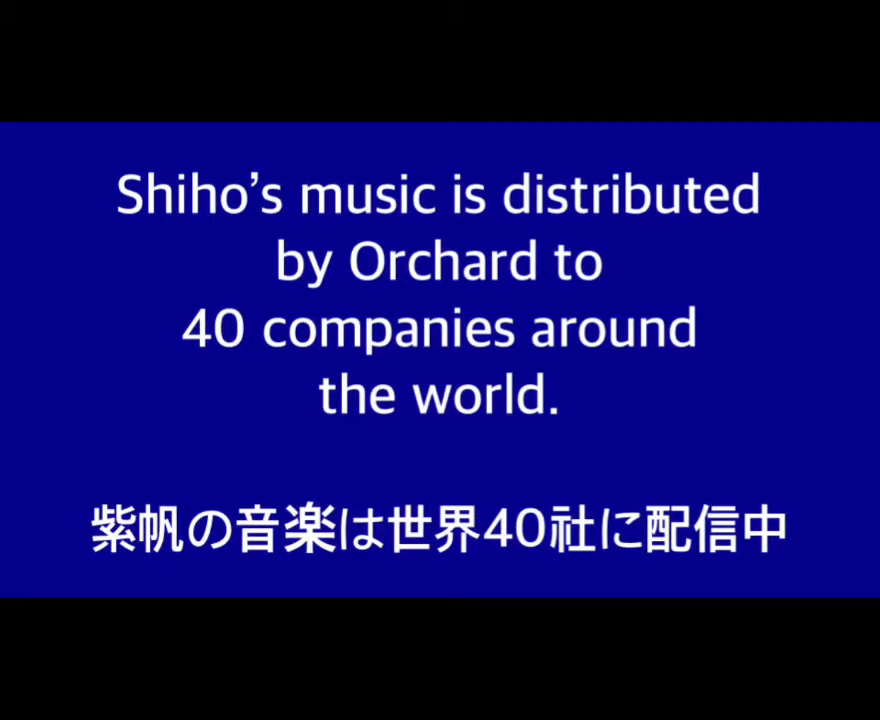 Shiho’s music is distributed
by Orchard to
40 companies around
the world.
紫帆の音楽は世界40社に配信中